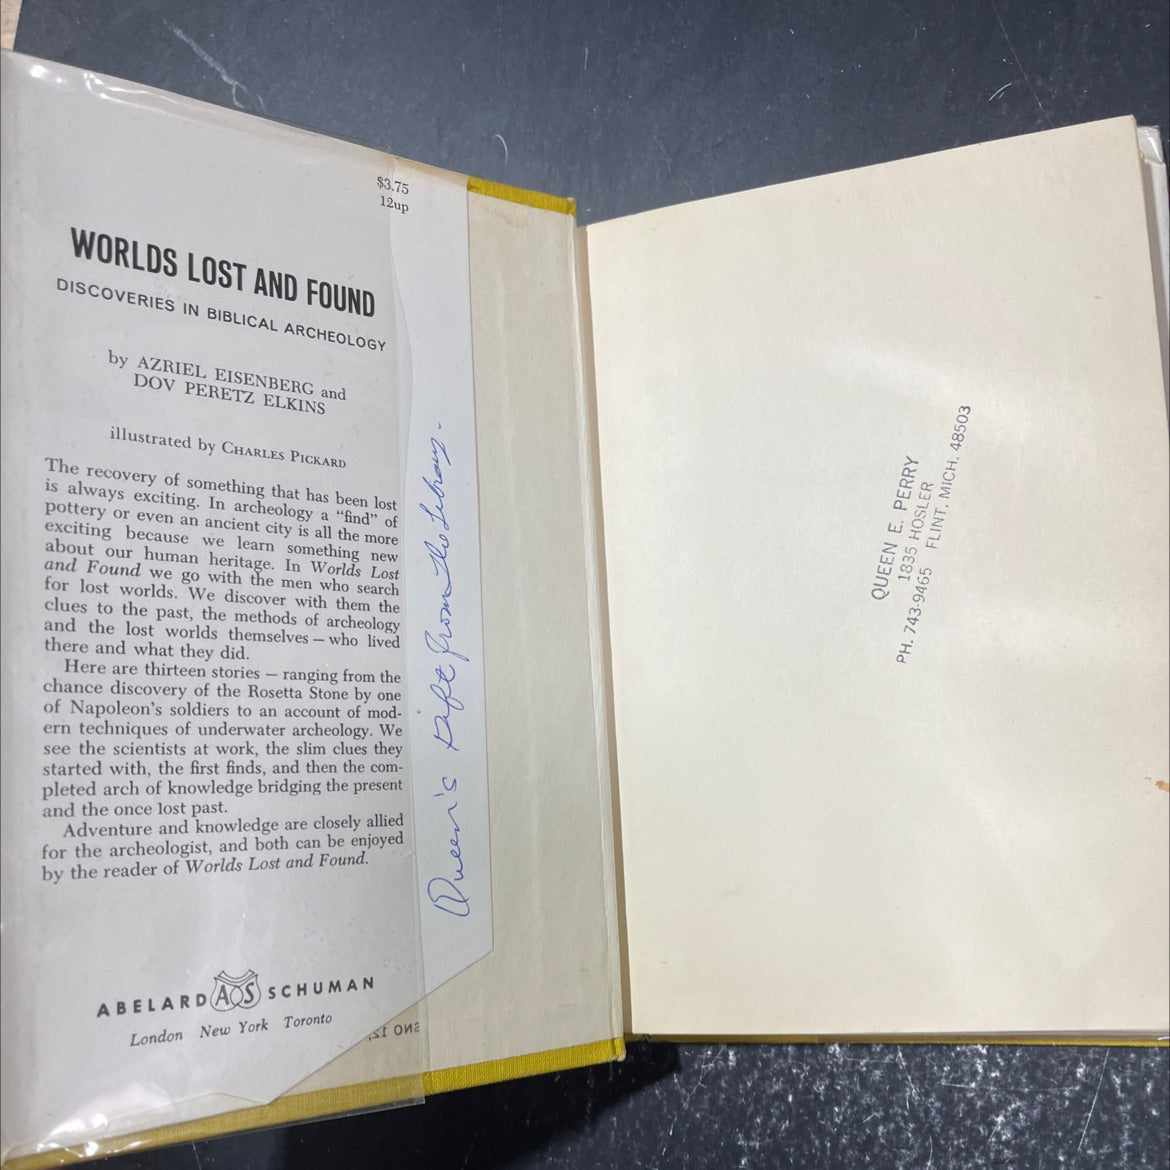 $3.75
12up
WORLDS LOST AND FOUND
DISCOVERIES IN BIBLICAL ARCHEOLOGY
by AZRIEL EISENBERG and
DOV PERETZ ELKINS
illustrated by CHARLES PICKARD
The recovery of something that has been lost
is always exciting. In archeology a “find” of
pottery or even an ancient city is all the more
exciting because we learn something new
about our human heritage. In Worlds Lost
and Found we go with the men who search
for lost worlds. We discover with them the
clues to the past, the methods of archeology
and the lost worlds themselves – who lived
there and what they did.
Here are thirteen stories – ranging from the
chance discovery of the Rosetta Stone by one
of Napoleon's soldiers to an account of mod-
ern techniques of underwater archeology. We
see the scientists at work, the slim clues they
started with, the first finds, and then the com-
pleted arch of knowledge bridging the present
and the once lost past.
Adventure and knowledge are closely allied
for the archeologist, and both can be enjoyed
by the reader of Worlds Lost and Found.
ABELARD AS SCHUMAN
London New York Toronto
Queen's Gift from the Library.
QUEEN E. PERRY
1835 HOSLER
PH. 743-9465 FLINT, MICH. 48503